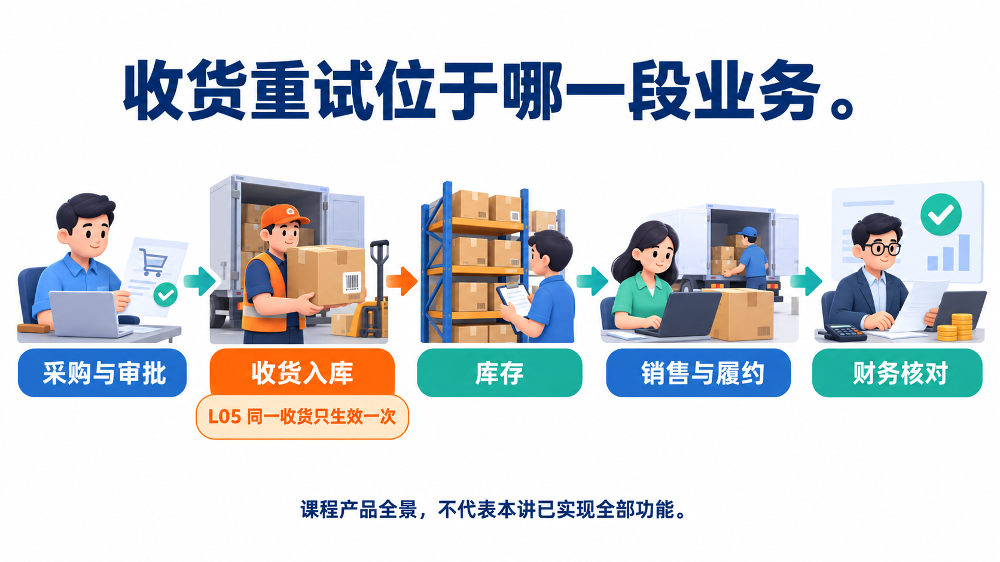 收货重试位于哪一段业务。
采购与审批
收货入库
库存
销售与履约
财务核对
L05 同一收货只生效一次
课程产品全景，不代表本讲已实现全部功能。